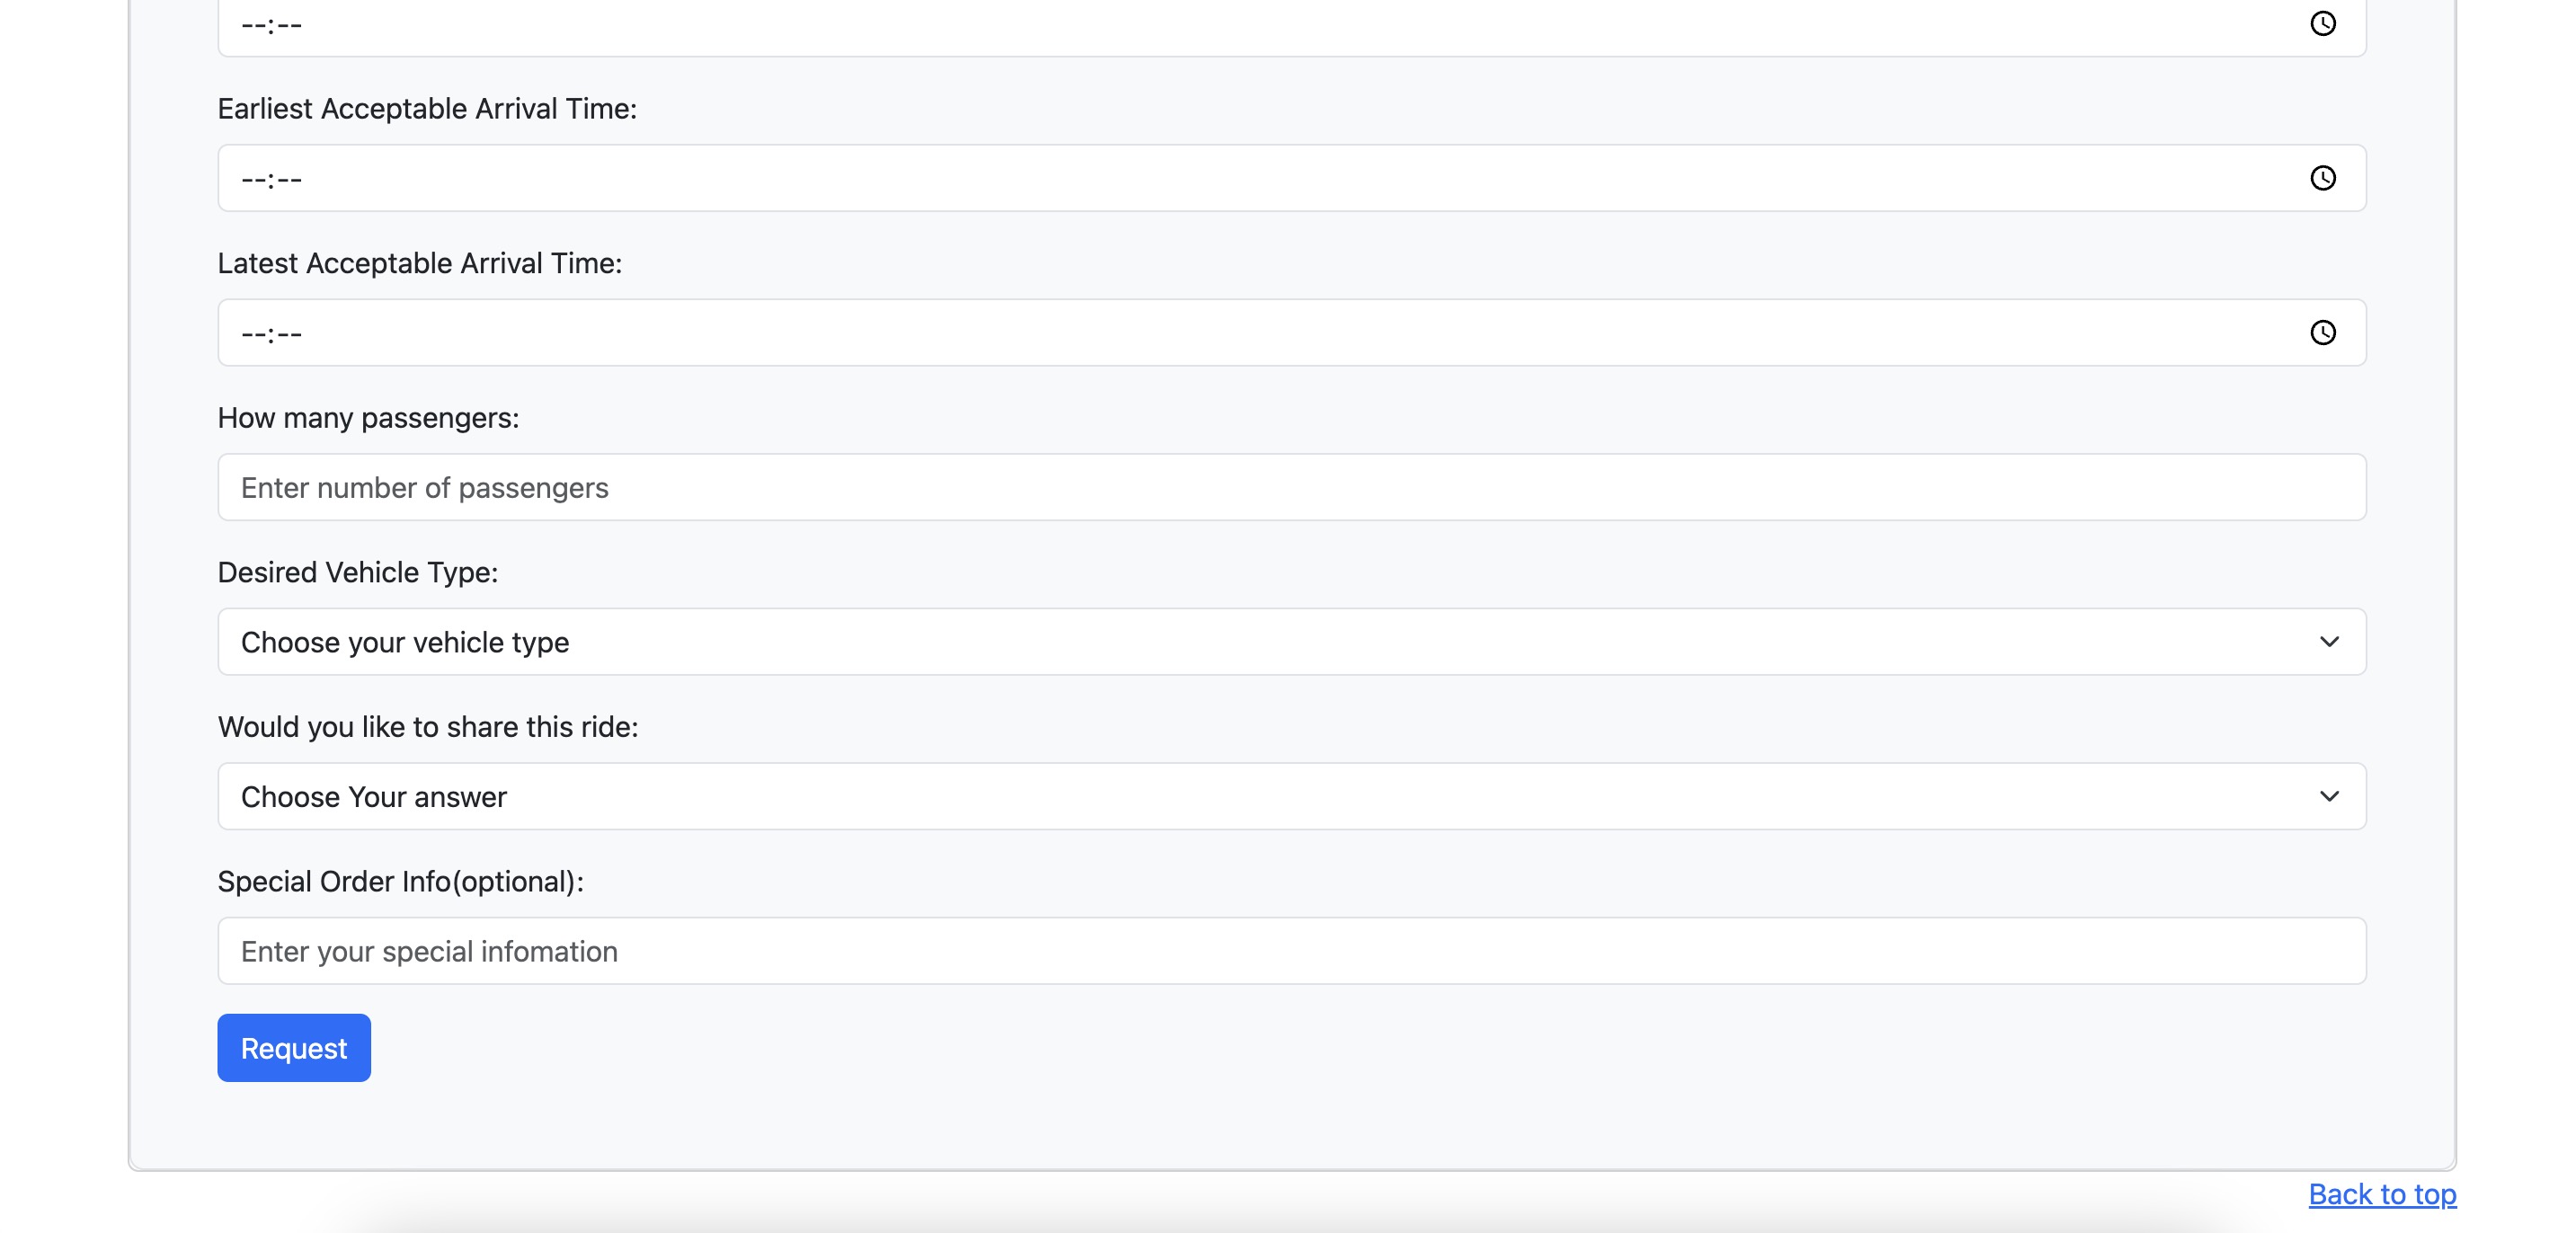 --:--
Earliest Acceptable Arrival Time:
--:--
Latest Acceptable Arrival Time:
--:--
How many passengers:
Enter number of passengers
Desired Vehicle Type:
Choose your vehicle type
Would you like to share this ride:
Choose Your answer
Special Order Info(optional):
Enter your special infomation
Request
Back to top